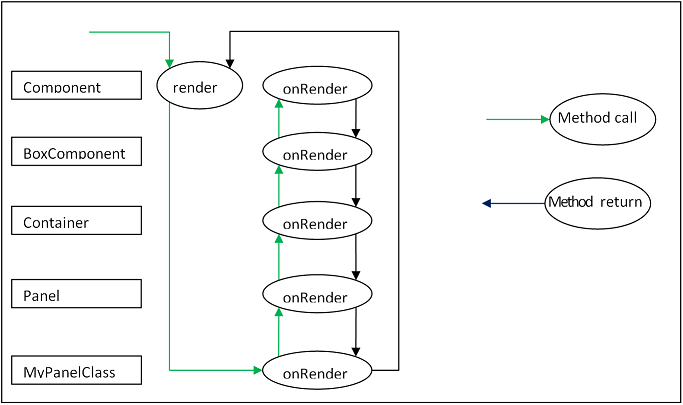 Component
render
onRender
Method call
BoxComponent
onRender
Method return
Container
onRender
Panel
onRender
MyPanelClass
onRender